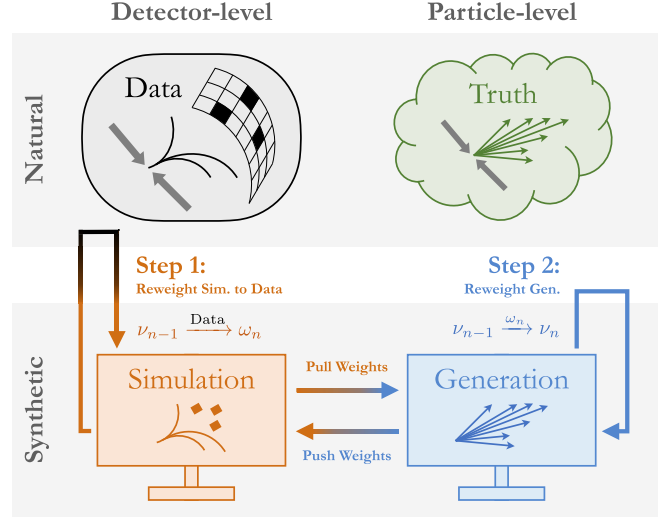 Detector-level
Particle-level
Natural
Data
Truth
Step 1:
Reweight Sim. to Data
Step 2:
Reweight Gen.
Synthetic
νₙ₋₁ —Data→ ωₙ
νₙ₋₁ —ωₙ→ νₙ
Simulation
Pull Weights
Generation
Push Weights